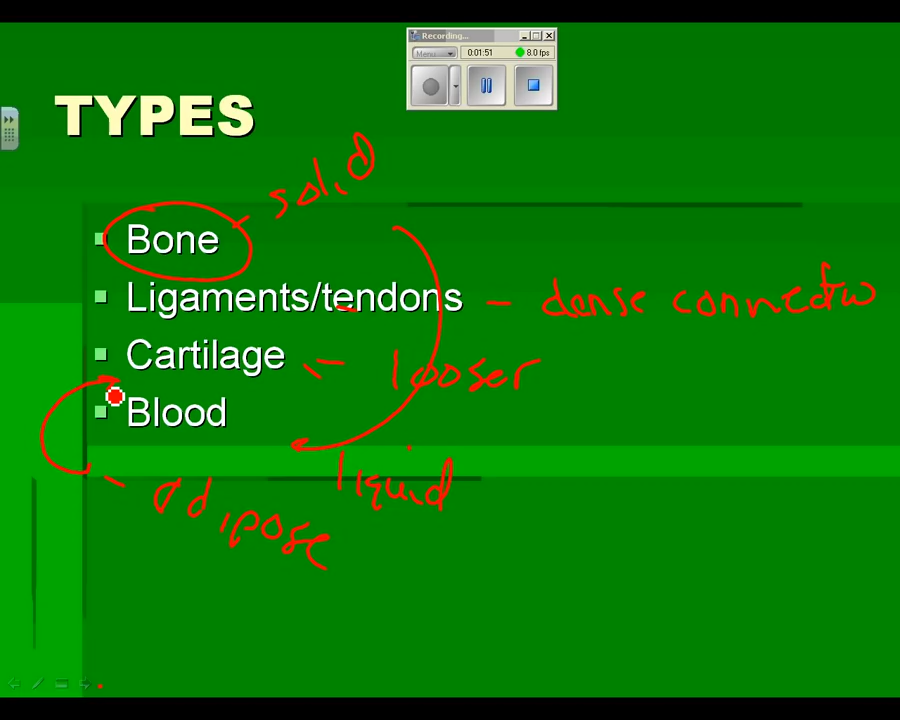 Recording...
Menu 0:01:51 8.0 fps
TYPES
solid
Bone
Ligaments/tendons – dense connectiv
Cartilage – looser
Blood
liquid
adipose